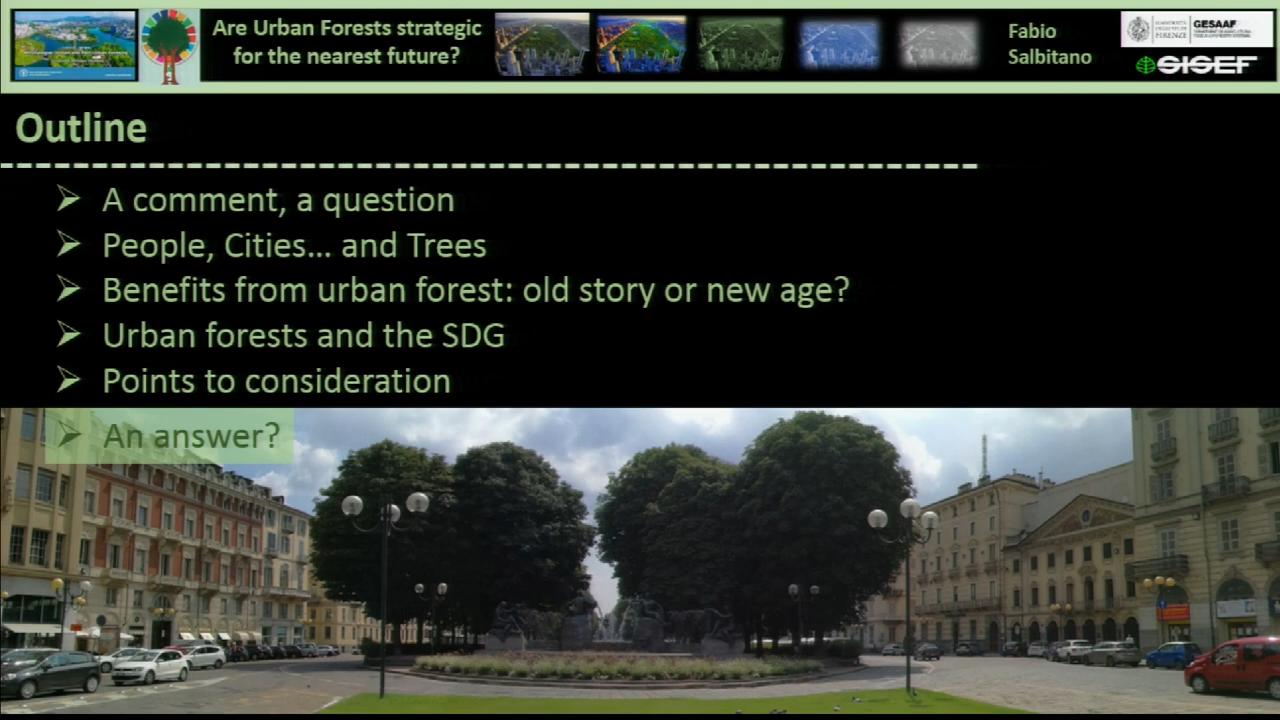 Are Urban Forests strategic
for the nearest future?
Fabio
Salbitano
UNIVERSITÀ
FIRENZE
GESAAF
SISEF
Outline
➢ A comment, a question
➢ People, Cities... and Trees
➢ Benefits from urban forest: old story or new age?
➢ Urban forests and the SDG
➢ Points to consideration
➢ An answer?